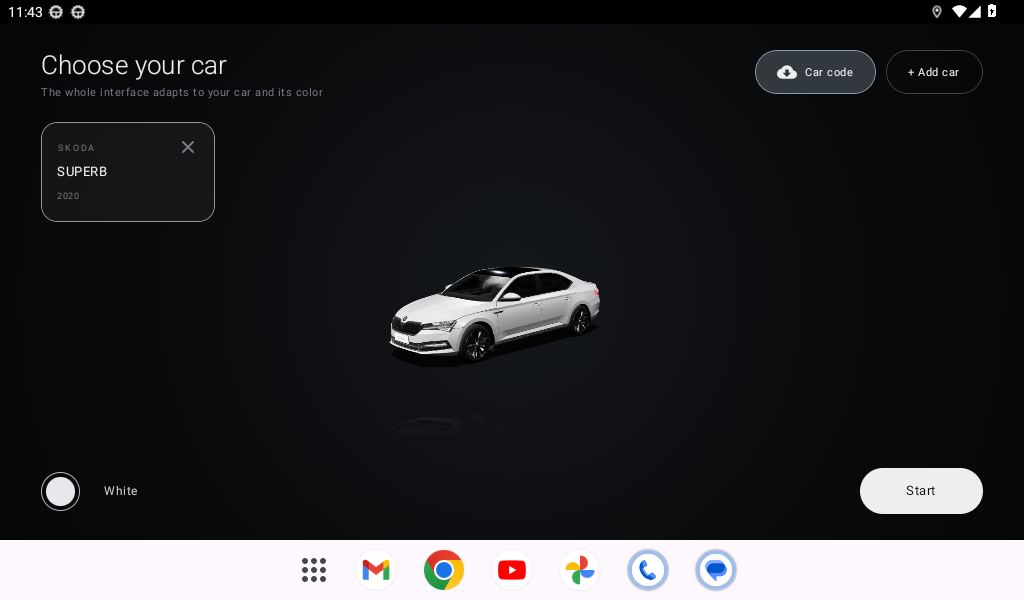 11:43
Choose your car
The whole interface adapts to your car and its color
Car code
+ Add car
SKODA
SUPERB
2020
White
Start